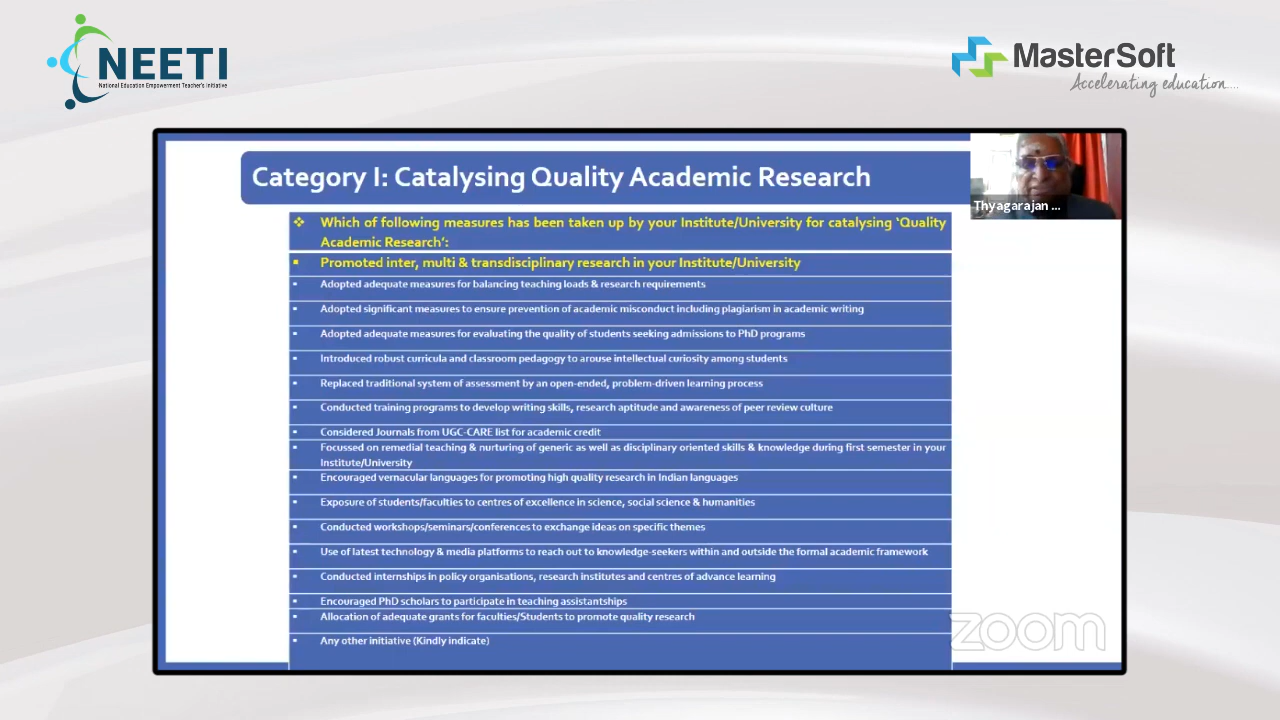 NEETI
National Education Empowerment Teacher's Initiative
MasterSoft
Accelerating education....
Category I: Catalysing Quality Academic Research
Thyagarajan ...
❖ Which of following measures has been taken up by your Institute/University for catalysing ‘Quality
Academic Research’:
▪ Promoted inter, multi & transdisciplinary research in your Institute/University
▪ Adopted adequate measures for balancing teaching loads & research requirements
▪ Adopted significant measures to ensure prevention of academic misconduct including plagiarism in academic writing
▪ Adopted adequate measures for evaluating the quality of students seeking admissions to PhD programs
▪ Introduced robust curricula and classroom pedagogy to arouse intellectual curiosity among students
▪ Replaced traditional system of assessment by an open-ended, problem-driven learning process
▪ Conducted training programs to develop writing skills, research aptitude and awareness of peer review culture
▪ Considered Journals from UGC-CARE list for academic credit
▪ Focussed on remedial teaching & nurturing of generic as well as disciplinary oriented skills & knowledge during first semester in your
Institute/University
▪ Encouraged vernacular languages for promoting high quality research in Indian languages
▪ Exposure of students/faculties to centres of excellence in science, social science & humanities
▪ Conducted workshops/seminars/conferences to exchange ideas on specific themes
▪ Use of latest technology & media platforms to reach out to knowledge-seekers within and outside the formal academic framework
▪ Conducted internships in policy organisations, research institutes and centres of advance learning
▪ Encouraged PhD scholars to participate in teaching assistantships
▪ Allocation of adequate grants for faculties/Students to promote quality research
▪ Any other initiative (Kindly indicate)
zoom